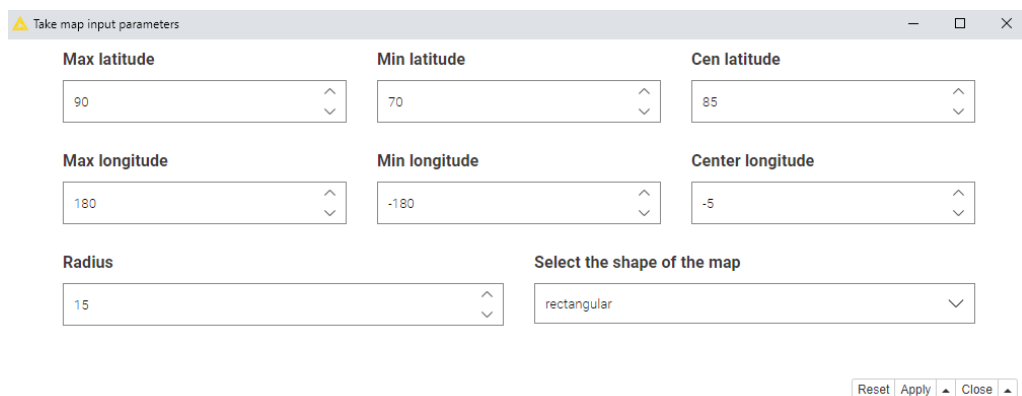 Take map input parameters
Max latitude Min latitude Cen latitude
90 70 85
Max longitude Min longitude Center longitude
180 -180 -5
Radius Select the shape of the map
15 rectangular
Reset Apply Close